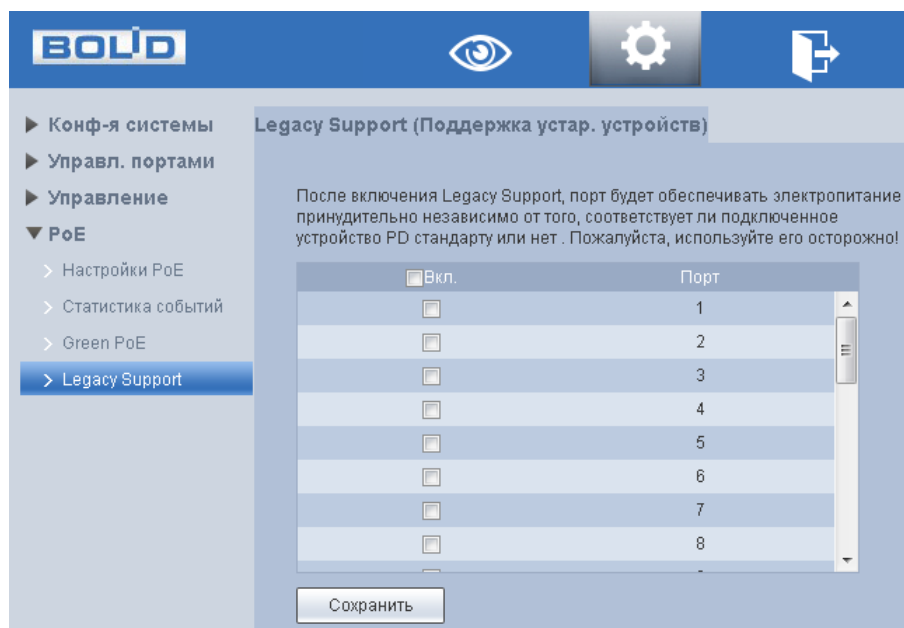 BOLID
Конф-я системы
Управл. портами
Управление
PoE
Настройки PoE
Статистика событий
Green PoE
Legacy Support
Legacy Support (Поддержка устар. устройств)
После включения Legacy Support, порт будет обеспечивать электропитание
принудительно независимо от того, соответствует ли подключенное
устройство PD стандарту или нет . Пожалуйста, используйте его осторожно!
Вкл. Порт
1
2
3
4
5
6
7
8
Сохранить